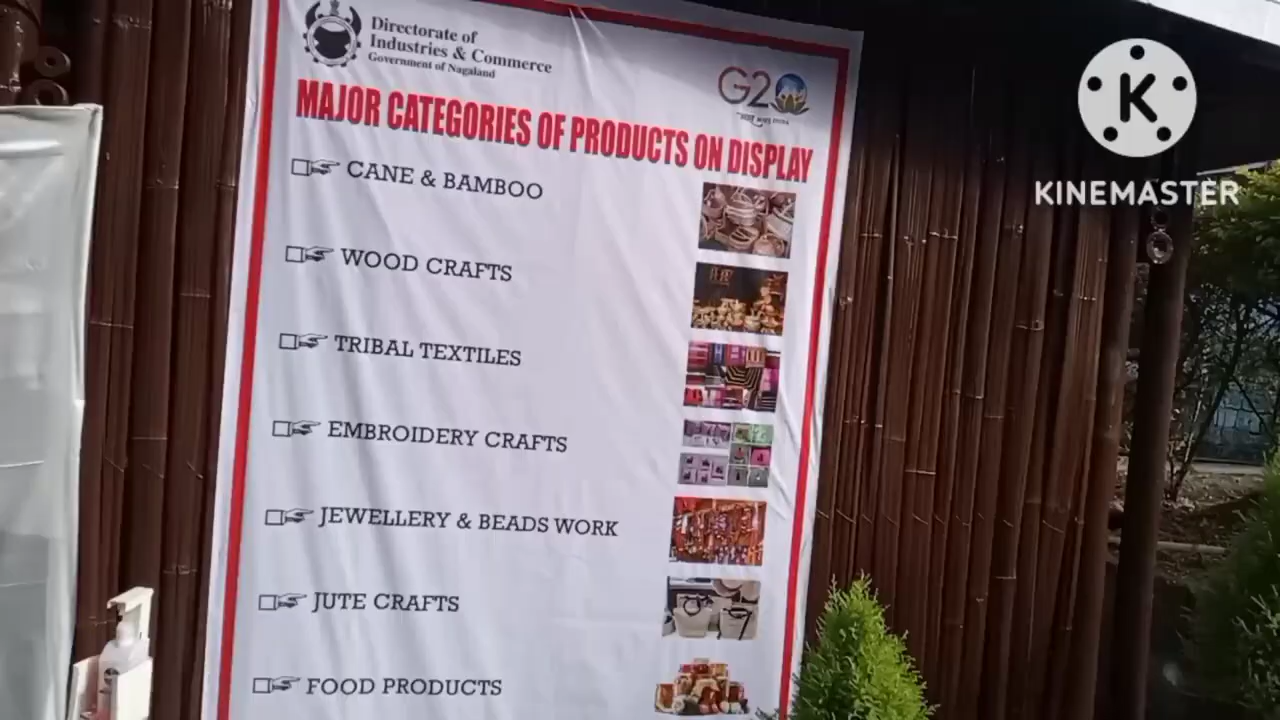 Directorate of
Industries & Commerce
Government of Nagaland
G20
MAJOR CATEGORIES OF PRODUCTS ON DISPLAY
CANE & BAMBOO
WOOD CRAFTS
TRIBAL TEXTILES
EMBROIDERY CRAFTS
JEWELLERY & BEADS WORK
JUTE CRAFTS
FOOD PRODUCTS
K
KINEMASTER